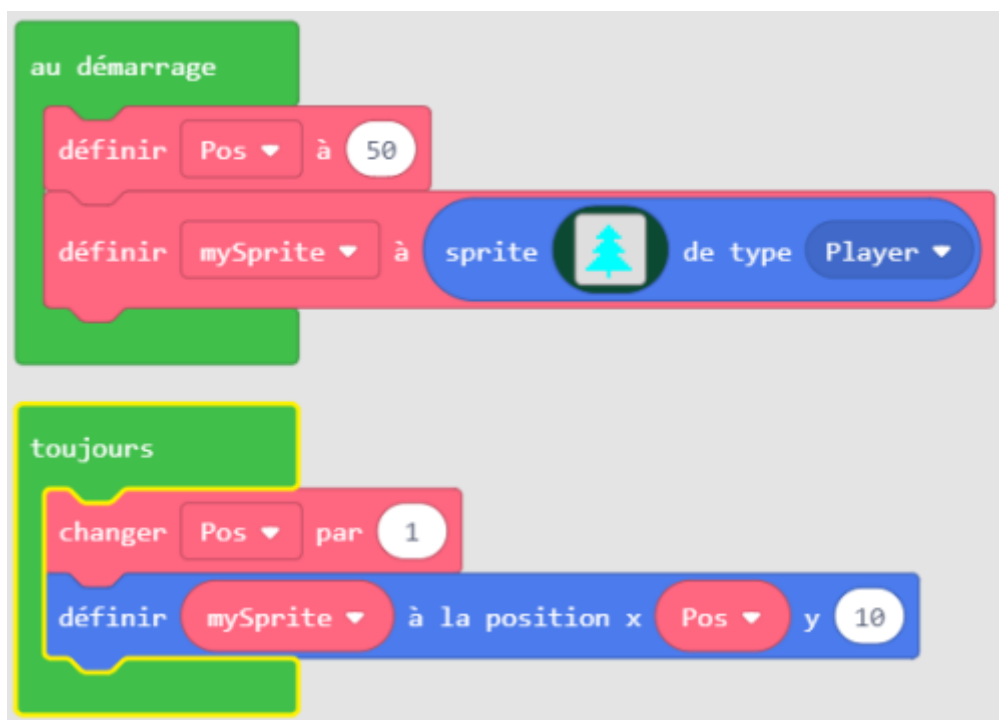 au démarrage
définir Pos à 50
définir mySprite à sprite de type Player
toujours
changer Pos par 1
définir mySprite à la position x Pos y 10